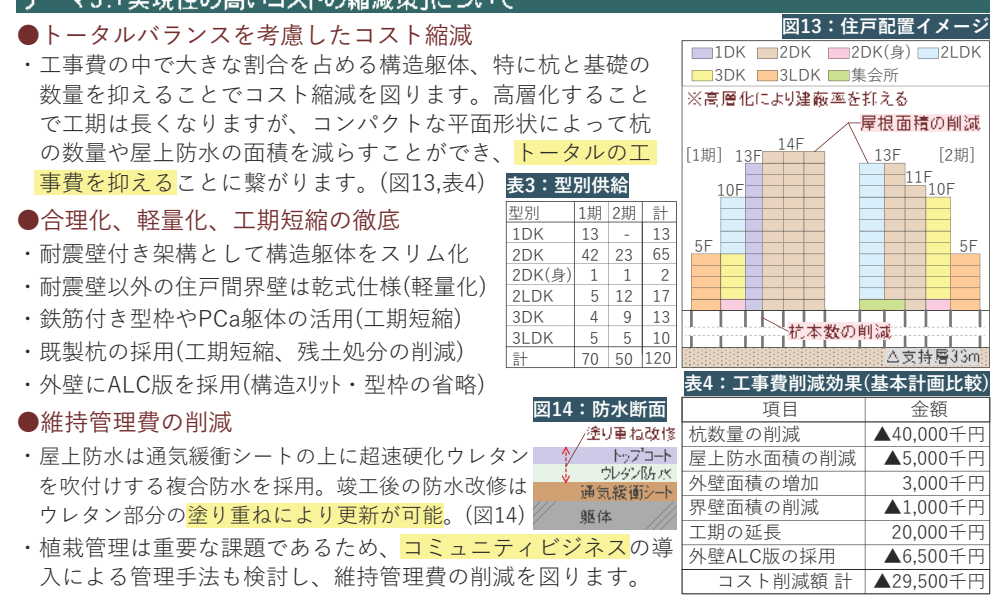 テーマ5:「実現性の高いコストの縮減策」について
●トータルバランスを考慮したコスト縮減
・工事費の中で大きな割合を占める構造躯体、特に杭と基礎の
数量を抑えることでコスト縮減を図ります。高層化すること
で工期は長くなりますが、コンパクトな平面形状によって杭
の数量や屋上防水の面積を減らすことができ、トータルの工
事費を抑えることに繋がります。(図13,表4)
●合理化、軽量化、工期短縮の徹底
・耐震壁付き架構として構造躯体をスリム化
・耐震壁以外の住戸間界壁は乾式仕様(軽量化)
・鉄筋付き型枠やPCa躯体の活用(工期短縮)
・既製杭の採用(工期短縮、残土処分の削減)
・外壁にALC版を採用(構造スリット・型枠の省略)
●維持管理費の削減
・屋上防水は通気緩衝シートの上に超速硬化ウレタン
を吹付けする複合防水を採用。竣工後の防水改修は
ウレタン部分の塗り重ねにより更新が可能。(図14)
・植栽管理は重要な課題であるため、コミュニティビジネスの導
入による管理手法も検討し、維持管理費の削減を図ります。
表3：型別供給
型別 1期 2期 計
1DK 13 - 13
2DK 42 23 65
2DK(身) 1 1 2
2LDK 5 12 17
3DK 4 9 13
3LDK 5 5 10
計 70 50 120
図14：防水断面
塗り重ね改修
トップコート
ウレタン防水
通気緩衝シート
躯体
図13：住戸配置イメージ
1DK 2DK 2DK(身) 2LDK
3DK 3LDK 集会所
※高層化により建蔽率を抑える
屋根面積の削減
[1期] 13F 14F 13F [2期]
10F 11F 10F
5F 5F
杭本数の削減
△支持層33m
表4：工事費削減効果(基本計画比較)
項目 金額
杭数量の削減 ▲40,000千円
屋上防水面積の削減 ▲5,000千円
外壁面積の増加 3,000千円
界壁面積の削減 ▲1,000千円
工期の延長 20,000千円
外壁ALC版の採用 ▲6,500千円
コスト削減額 計 ▲29,500千円